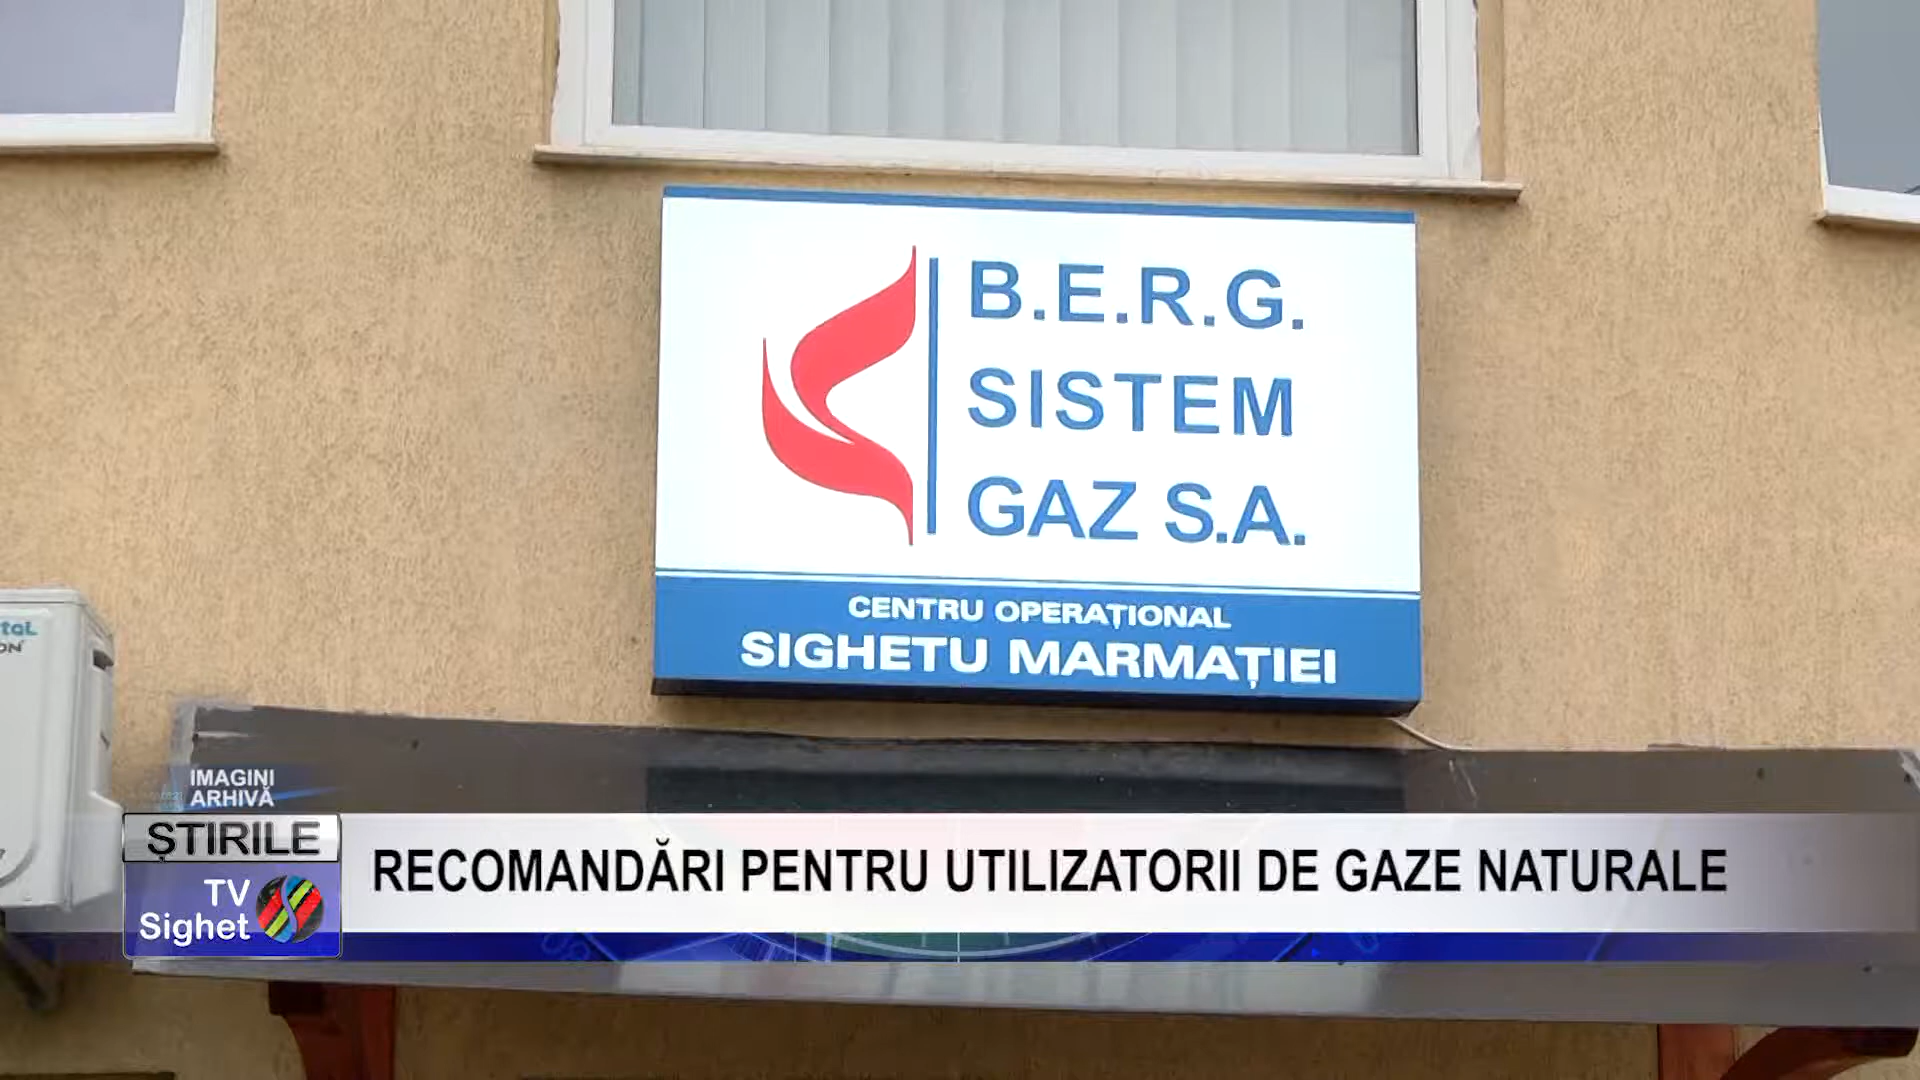 B.E.R.G.
SISTEM
GAZ S.A.
CENTRU OPERAȚIONAL
SIGHETU MARMAȚIEI
IMAGINI
ARHIVĂ
ȘTIRILE
TV
Sighet
RECOMANDĂRI PENTRU UTILIZATORII DE GAZE NATURALE